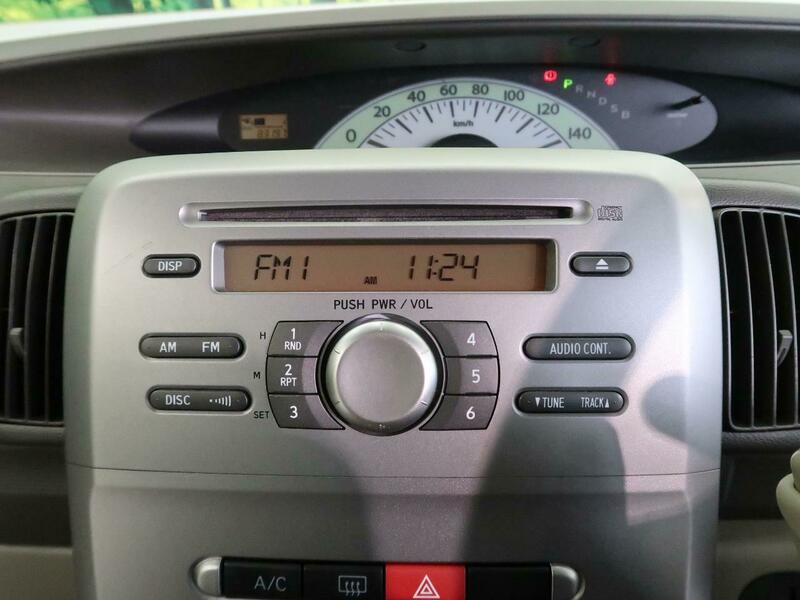 0 20 40 60 80 100 120 140
km/h
P R N D S B
disc
DISP
FM1 AM 11:24
PUSH PWR / VOL
AM FM
H 1 RND
4
AUDIO CONT.
M 2 RPT
5
DISC
SET 3
6
▼TUNE TRACK▲
A/C